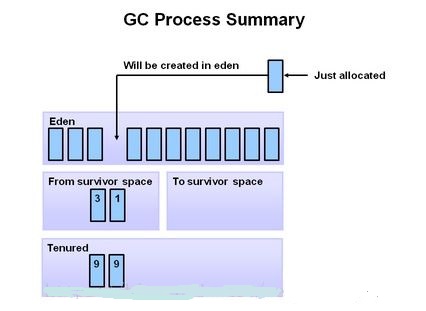 GC Process Summary
Will be created in eden
Just allocated
Eden
From survivor space
To survivor space
3 1
Tenured
9 9